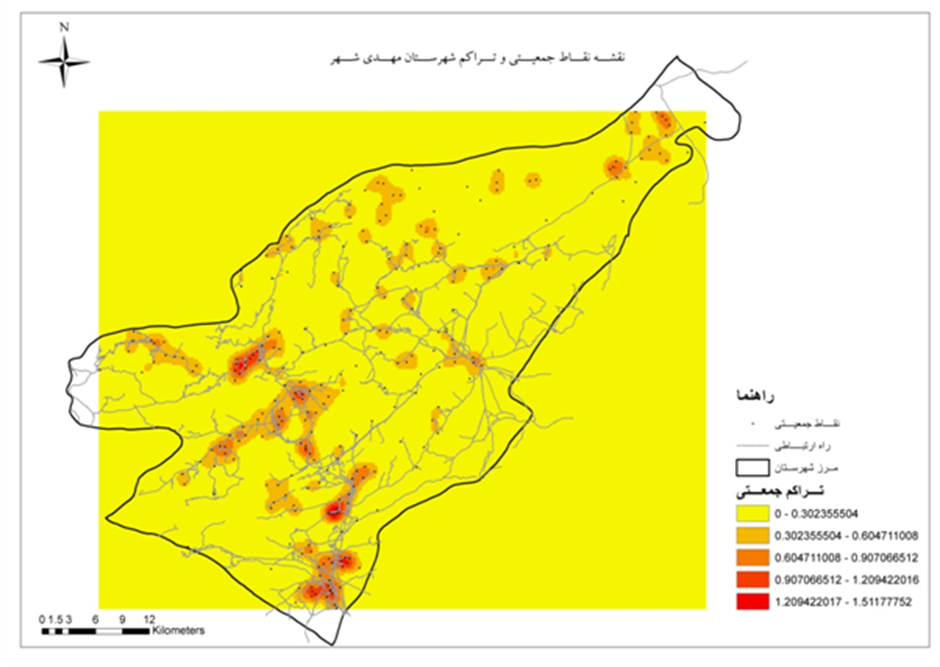 N
نقشه نقاط جمعیتی و تراکم شهرستان مهدی شهر
راهنما
نقاط جمعیتی
راه ارتباطی
مرز شهرستان
تراکم جمعتی
0 - 0.302355504
0.302355504 - 0.604711008
0.604711008 - 0.907066512
0.907066512 - 1.209422016
1.209422017 - 1.51177752
0 1.5 3 6 9 12
Kilometers